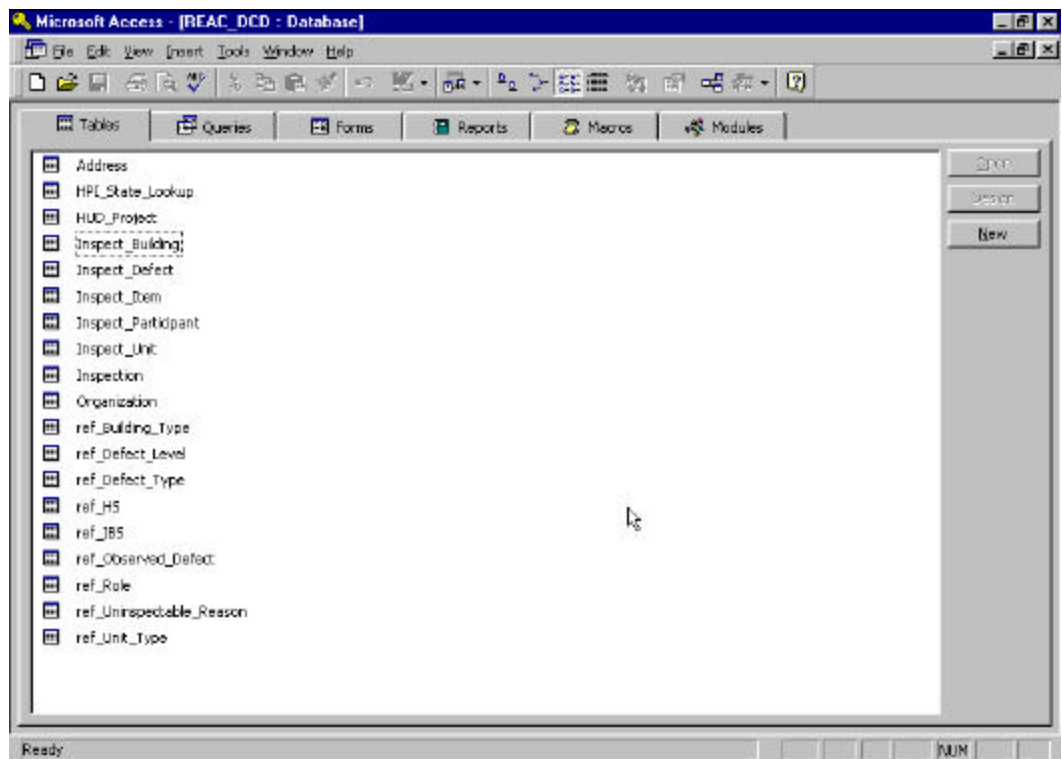 Microsoft Access - [REAC_DCD : Database]
File Edit View Insert Tools Window Help
Tables Queries Forms Reports Macros Modules
Address
HPI_State_Lookup
HUD_Project
Inspect_Building
Inspect_Defect
Inspect_Item
Inspect_Participant
Inspect_Unit
Inspection
Organization
ref_Building_Type
ref_Defect_Level
ref_Defect_Type
ref_HS
ref_IBS
ref_Observed_Defect
ref_Role
ref_Uninspectable_Reason
ref_Unit_Type
Open
Design
New
Ready NUM